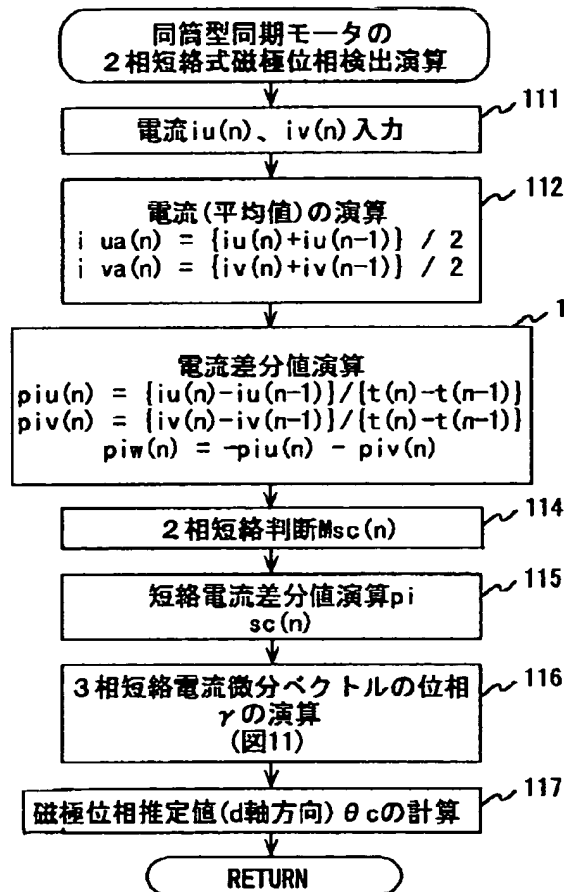 同筒型同期モータの
2相短絡式磁極位相検出演算
111
電流iu(n)、iv(n)入力
112
電流(平均値)の演算
i ua(n) = {iu(n)+iu(n-1)} / 2
i va(n) = {iv(n)+iv(n-1)} / 2
1
電流差分値演算
piu(n) = {iu(n)-iu(n-1)}/{t(n)-t(n-1)}
piv(n) = {iv(n)-iv(n-1)}/{t(n)-t(n-1)}
piw(n) = -piu(n) - piv(n)
114
2相短絡判断Msc(n)
115
短絡電流差分値演算pi
sc(n)
116
3相短絡電流微分ベクトルの位相
γの演算
(図11)
117
磁極位相推定値(d軸方向)θcの計算
RETURN